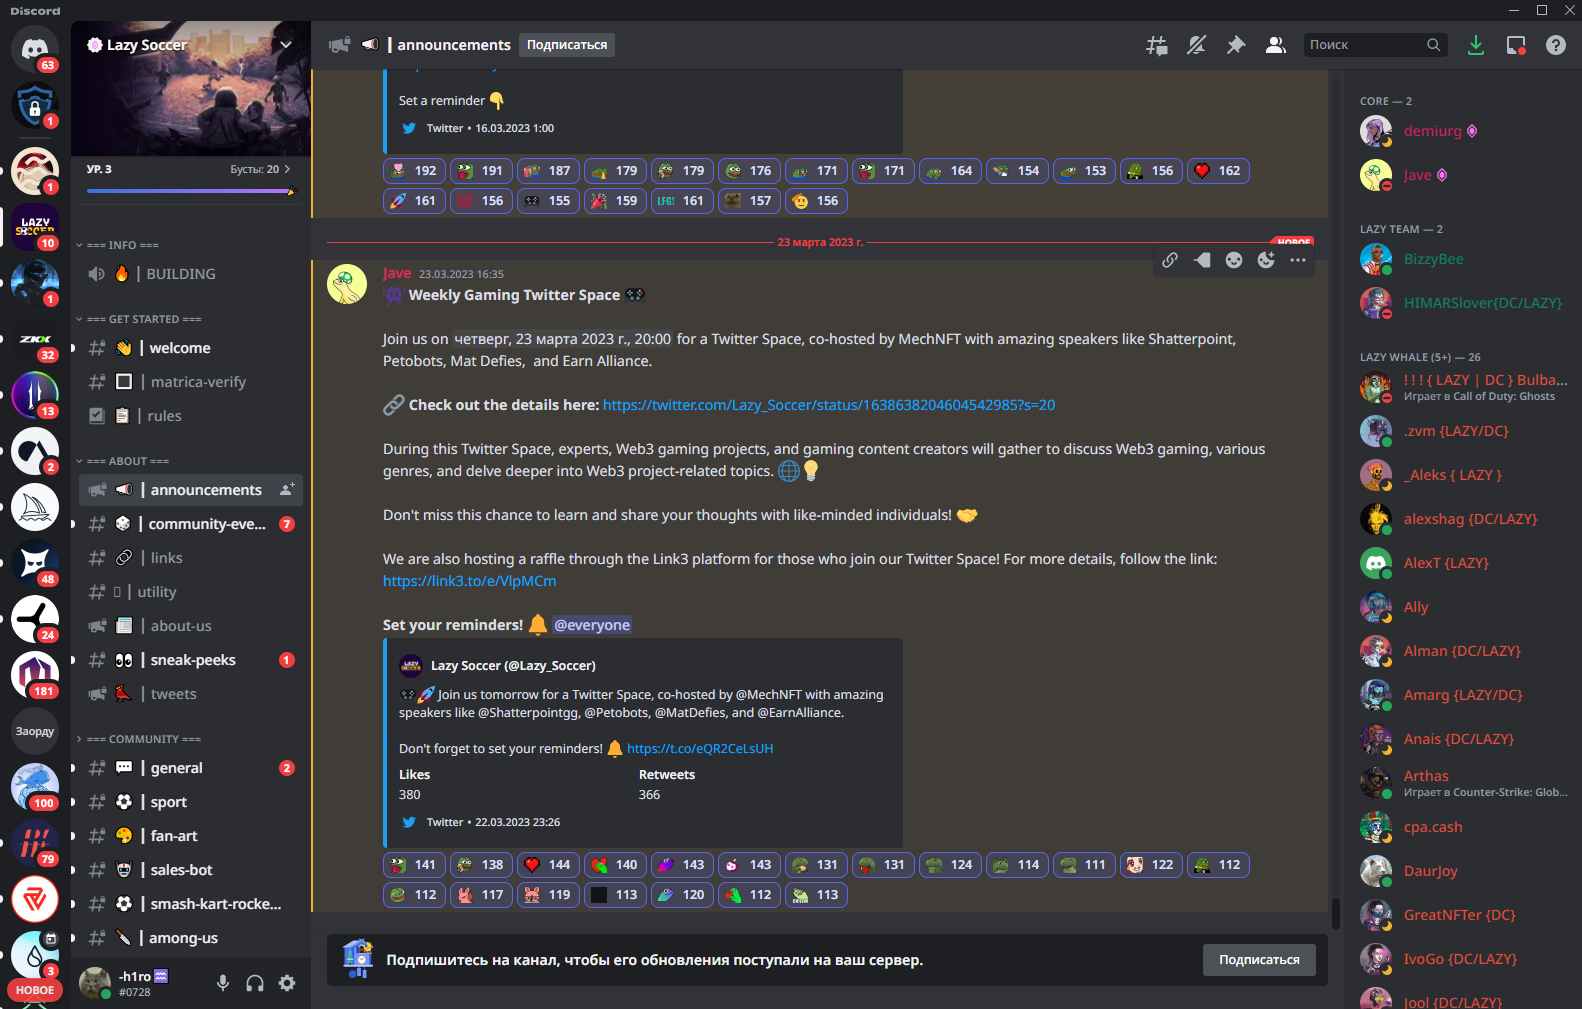 Discord
63
1
1
LAZY SOCCER
10
1
ZKX
32
13
2
48
24
181
Заорду
100
79
3
НОВОЕ
Lazy Soccer
УР. 3
Бусты: 20
=== INFO ===
| BUILDING
=== GET STARTED ===
| welcome
| matrica-verify
| rules
=== ABOUT ===
| announcements
| community-eve...
7
| links
| utility
| about-us
| sneak-peeks
1
| tweets
=== COMMUNITY ===
| general
2
| sport
| fan-art
| sales-bot
| smash-kart-rocke...
| among-us
-h1ro
#0728
| announcements
Подписаться
Поиск
Set a reminder
Twitter • 16.03.2023 1:00
192 191 187 179 179 176 171 171 164 154 153 156 162
161 156 155 159 LFG! 161 157 156
23 марта 2023 г.
НОВОЕ
Jave 23.03.2023 16:35
Weekly Gaming Twitter Space
Join us on четверг, 23 марта 2023 г., 20:00 for a Twitter Space, co-hosted by MechNFT with amazing speakers like Shatterpoint,
Petobots, Mat Defies, and Earn Alliance.
Check out the details here: https://twitter.com/Lazy_Soccer/status/1638638204604542985?s=20
During this Twitter Space, experts, Web3 gaming projects, and gaming content creators will gather to discuss Web3 gaming, various
genres, and delve deeper into Web3 project-related topics.
Don't miss this chance to learn and share your thoughts with like-minded individuals!
We are also hosting a raffle through the Link3 platform for those who join our Twitter Space! For more details, follow the link:
https://link3.to/e/VlpMCm
Set your reminders! @everyone
Lazy Soccer (@Lazy_Soccer)
Join us tomorrow for a Twitter Space, co-hosted by @MechNFT with amazing
speakers like @Shatterpointgg, @Petobots, @MatDefies, and @EarnAlliance.
Don't forget to set your reminders! https://t.co/eQR2CeLsUH
Likes Retweets
380 366
Twitter • 22.03.2023 23:26
141 138 144 140 143 143 131 131 124 114 111 122 112
112 117 119 113 120 112 113
Подпишитесь на канал, чтобы его обновления поступали на ваш сервер.
Подписаться
CORE — 2
demiurg
Jave
LAZY TEAM — 2
BizzyBee
HIMARSlover{DC/LAZY}
LAZY WHALE (5+) — 26
! ! ! { LAZY | DC } Bulba...
Играет в Call of Duty: Ghosts
.zvm {LAZY/DC}
_Aleks { LAZY }
alexshag {DC/LAZY}
AlexT {LAZY}
Ally
Alman {DC/LAZY}
Amarg {LAZY/DC}
Anais {DC/LAZY}
Arthas
Играет в Counter-Strike: Glob...
cpa.cash
DaurJoy
GreatNFTer {DC}
IvoGo {DC/LAZY}
Jool {DC/LAZY}